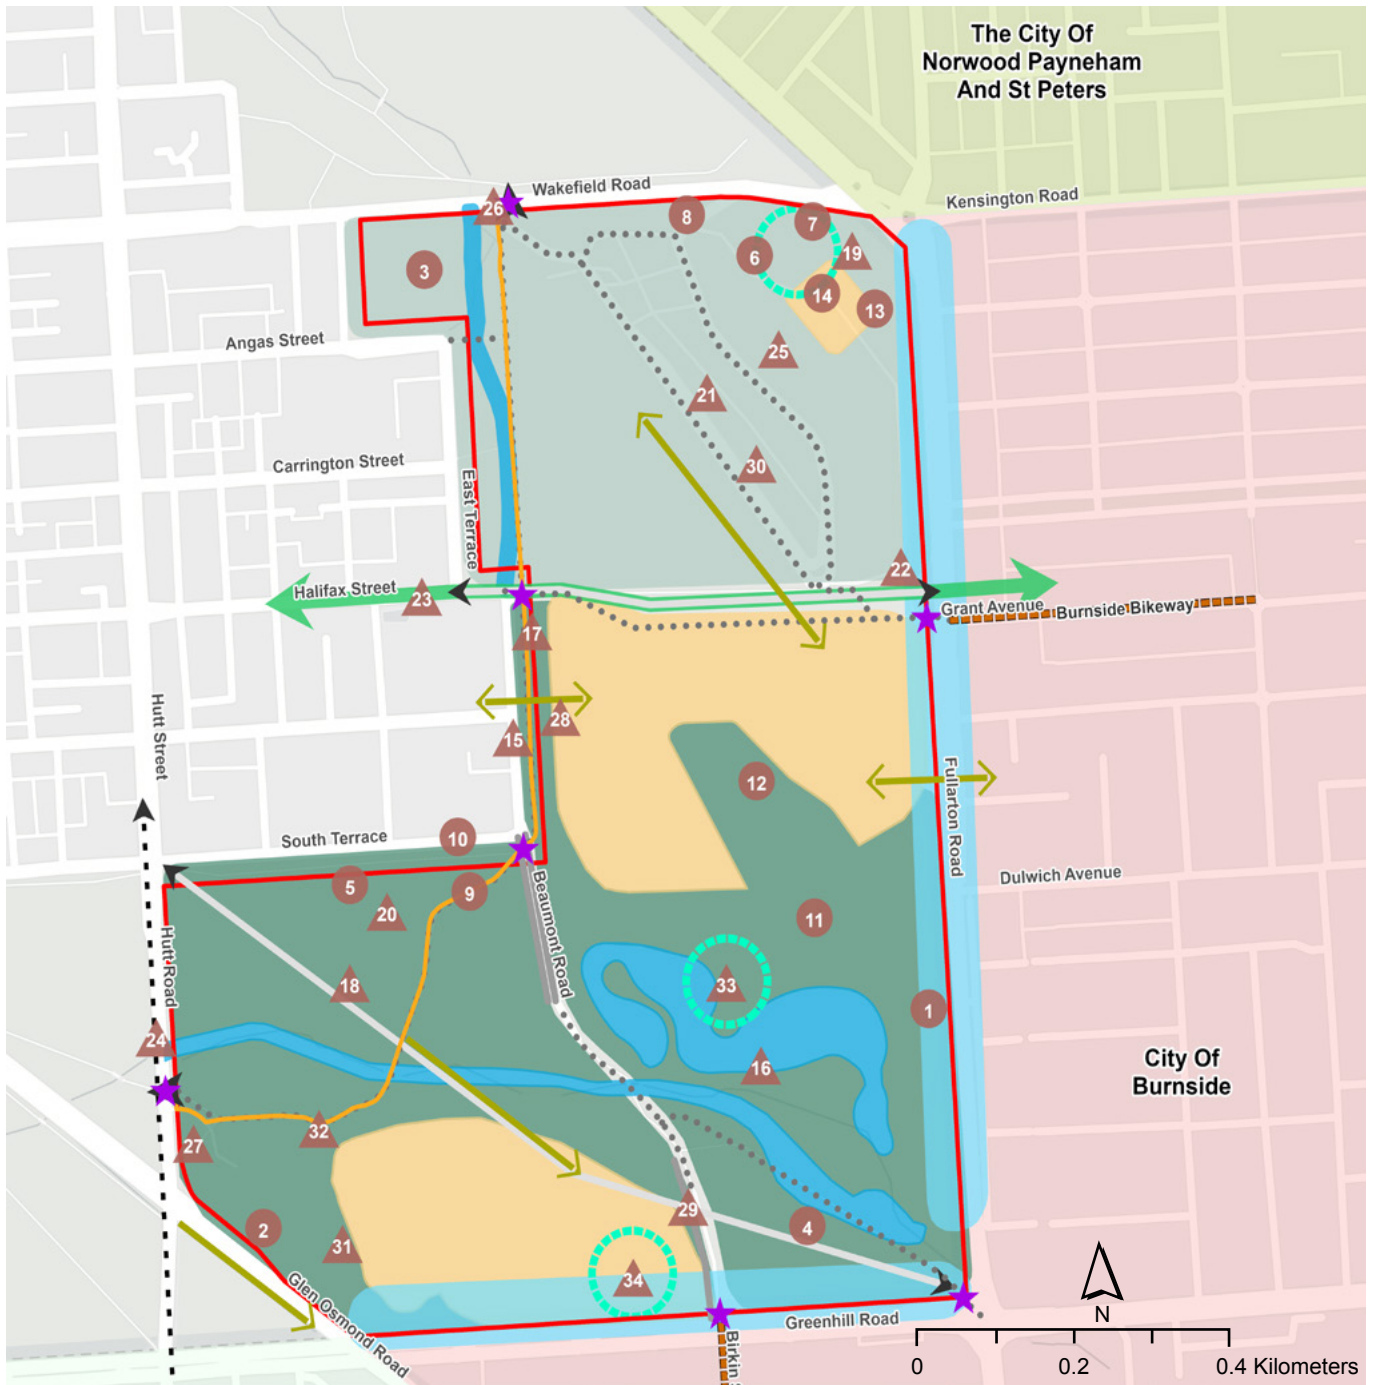 The City Of
Norwood Payneham
And St Peters
Wakefield Road
Kensington Road
26
8
7
3
6
19
14
13
Angas Street
25
21
Carrington Street
East Terrace
30
22
Halifax Street
23
Grant Avenue
Burnside Bikeway
17
Hutt Street
28
15
12
Fullarton Road
South Terrace
10
5
9
Beaumont Road
Dulwich Avenue
20
11
Hutt Road
18
33
1
24
16
City Of
Burnside
32
27
29
4
2
31
34
Glen Osmond Road
Greenhill Road
Birkin
N
0
0.2
0.4 Kilometers